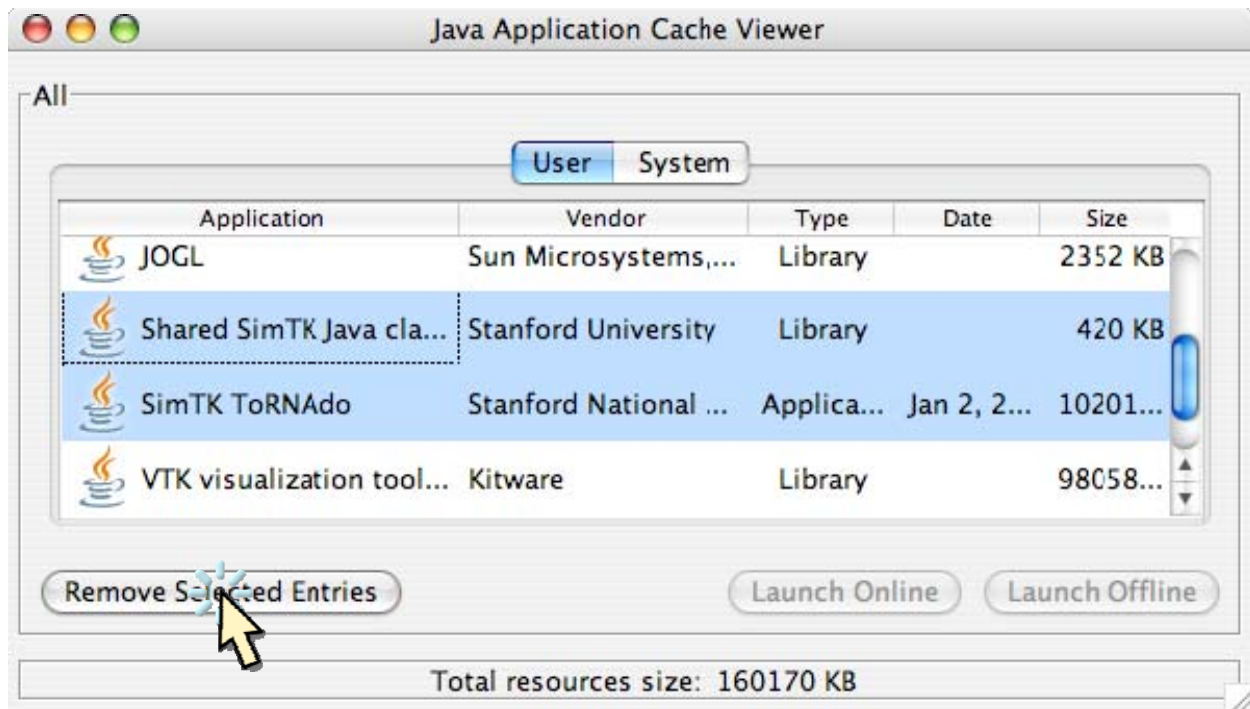 Java Application Cache Viewer
All
User System
Application Vendor Type Date Size
JOGL Sun Microsystems,... Library 2352 KB
Shared SimTK Java cla... Stanford University Library 420 KB
SimTK ToRNAdo Stanford National ... Applica... Jan 2, 2... 10201...
VTK visualization tool... Kitware Library 98058...
Remove Selected Entries Launch Online Launch Offline
Total resources size: 160170 KB